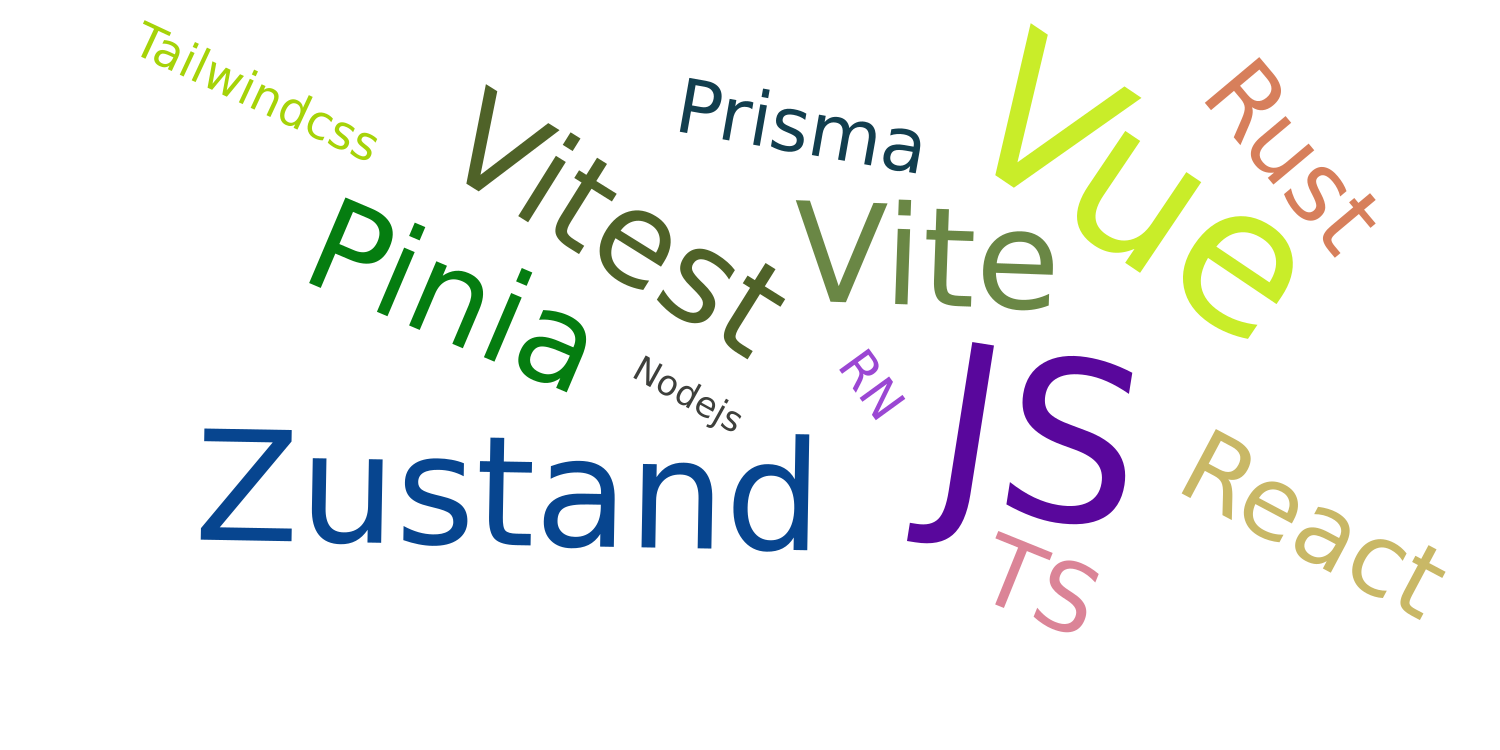 Tailwindcss
Vitest
Prisma
Vue
Rust
Pinia
Vite
Nodejs
RN
JS
Zustand
React
TS